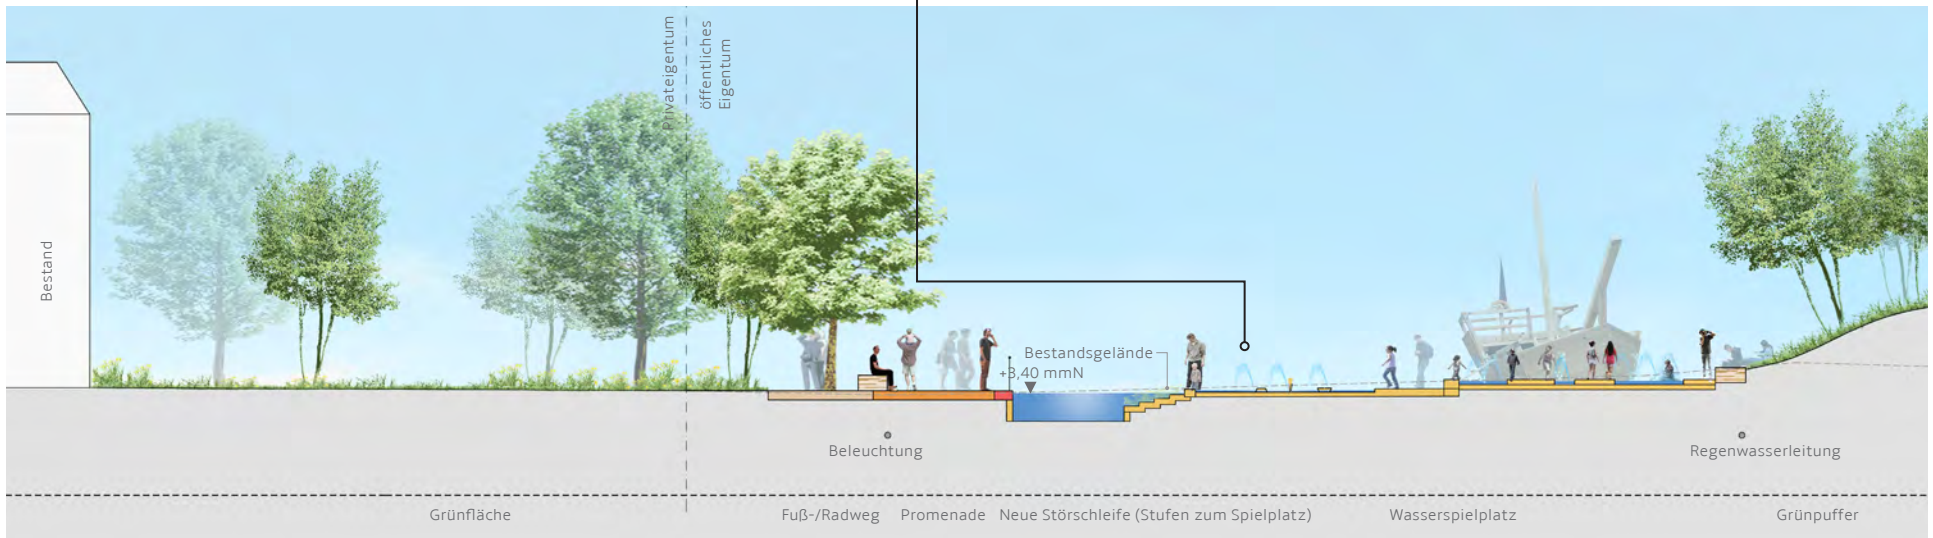 Privateigentum
öffentliches
Eigentum
Bestand
Bestandsgelände
+3,40 mmN
Beleuchtung
Regenwasserleitung
Grünfläche
Fuß-/Radweg
Promenade
Neue Störschleife (Stufen zum Spielplatz)
Wasserspielplatz
Grünpuffer